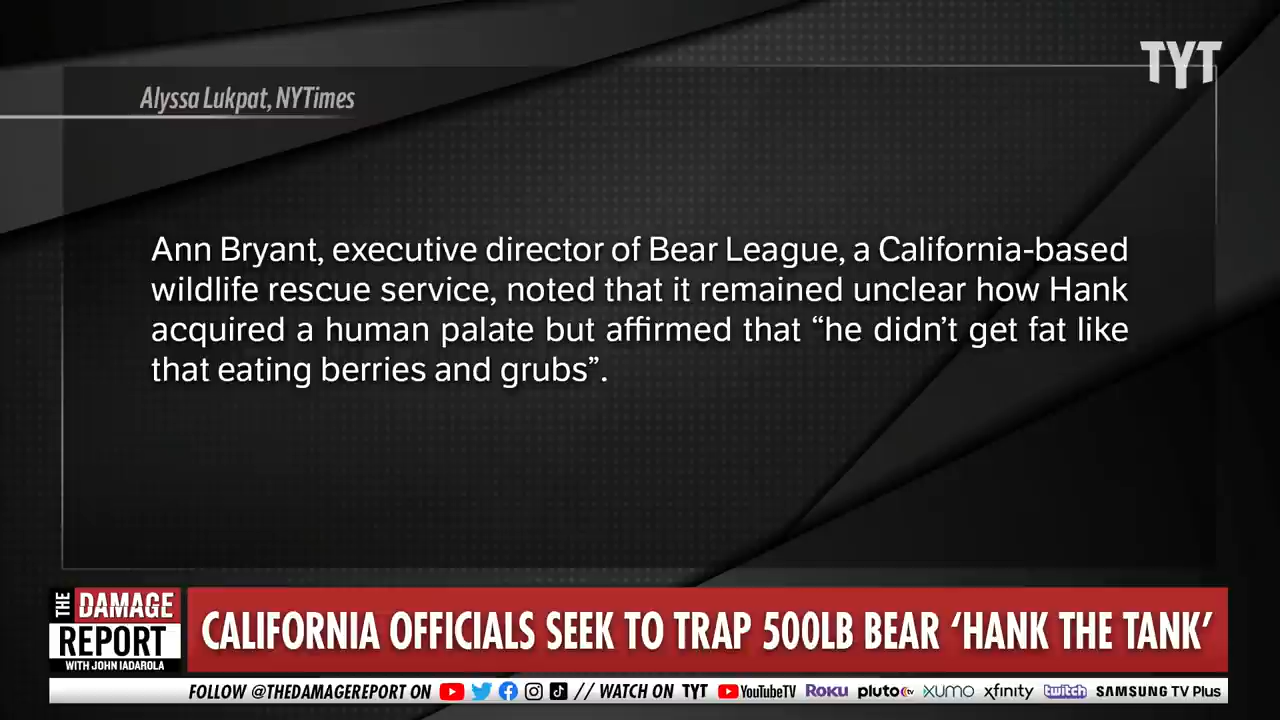 TYT
Alyssa Lukpat, NYTimes
Ann Bryant, executive director of Bear League, a California-based
wildlife rescue service, noted that it remained unclear how Hank
acquired a human palate but affirmed that “he didn’t get fat like
that eating berries and grubs”.
THE DAMAGE
REPORT
WITH JOHN IADAROLA
CALIFORNIA OFFICIALS SEEK TO TRAP 500LB BEAR ‘HANK THE TANK’
FOLLOW @THEDAMAGEREPORT ON // WATCH ON TYT YouTubeTV Roku pluto tv xumo xfinity twitch SAMSUNG TV Plus